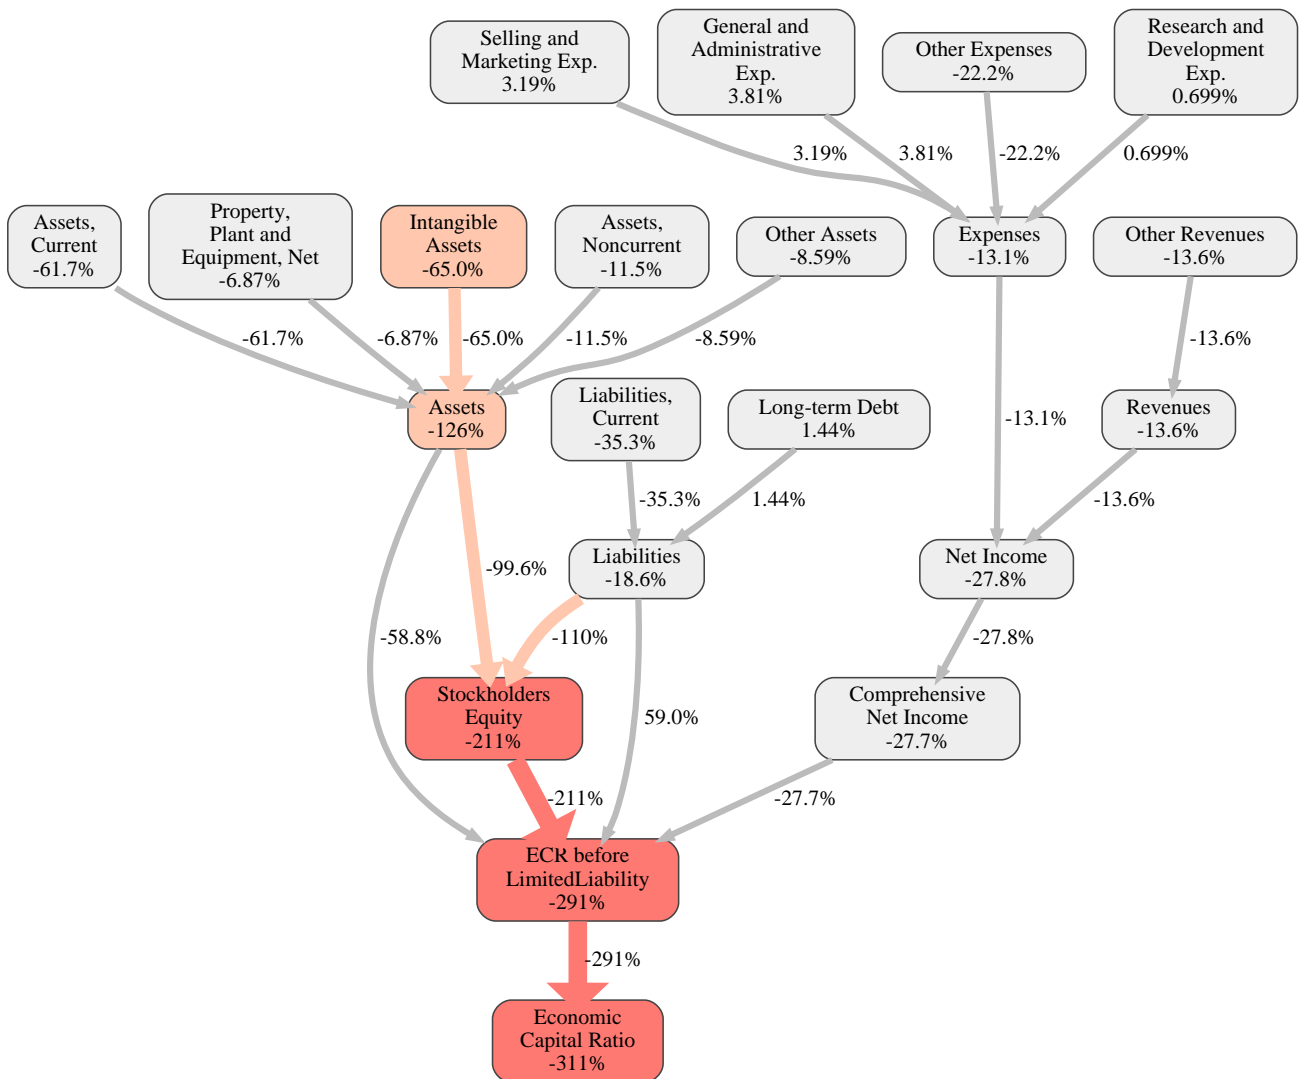 Selling and
Marketing Exp.
3.19%
General and
Administrative
Exp.
3.81%
Other Expenses
-22.2%
Research and
Development
Exp.
0.699%
3.19%
3.81%
-22.2%
0.699%
Assets,
Current
-61.7%
Property,
Plant and
Equipment, Net
-6.87%
Intangible
Assets
-65.0%
Assets,
Noncurrent
-11.5%
Other Assets
-8.59%
Expenses
-13.1%
Other Revenues
-13.6%
-61.7%
-6.87%
-65.0%
-11.5%
-8.59%
-13.6%
Assets
-126%
Liabilities,
Current
-35.3%
Long-term Debt
1.44%
-13.1%
Revenues
-13.6%
-35.3%
1.44%
-13.6%
-99.6%
Liabilities
-18.6%
Net Income
-27.8%
-58.8%
-110%
-27.8%
Stockholders
Equity
-211%
59.0%
Comprehensive
Net Income
-27.7%
-211%
-27.7%
ECR before
LimitedLiability
-291%
-291%
Economic
Capital Ratio
-311%